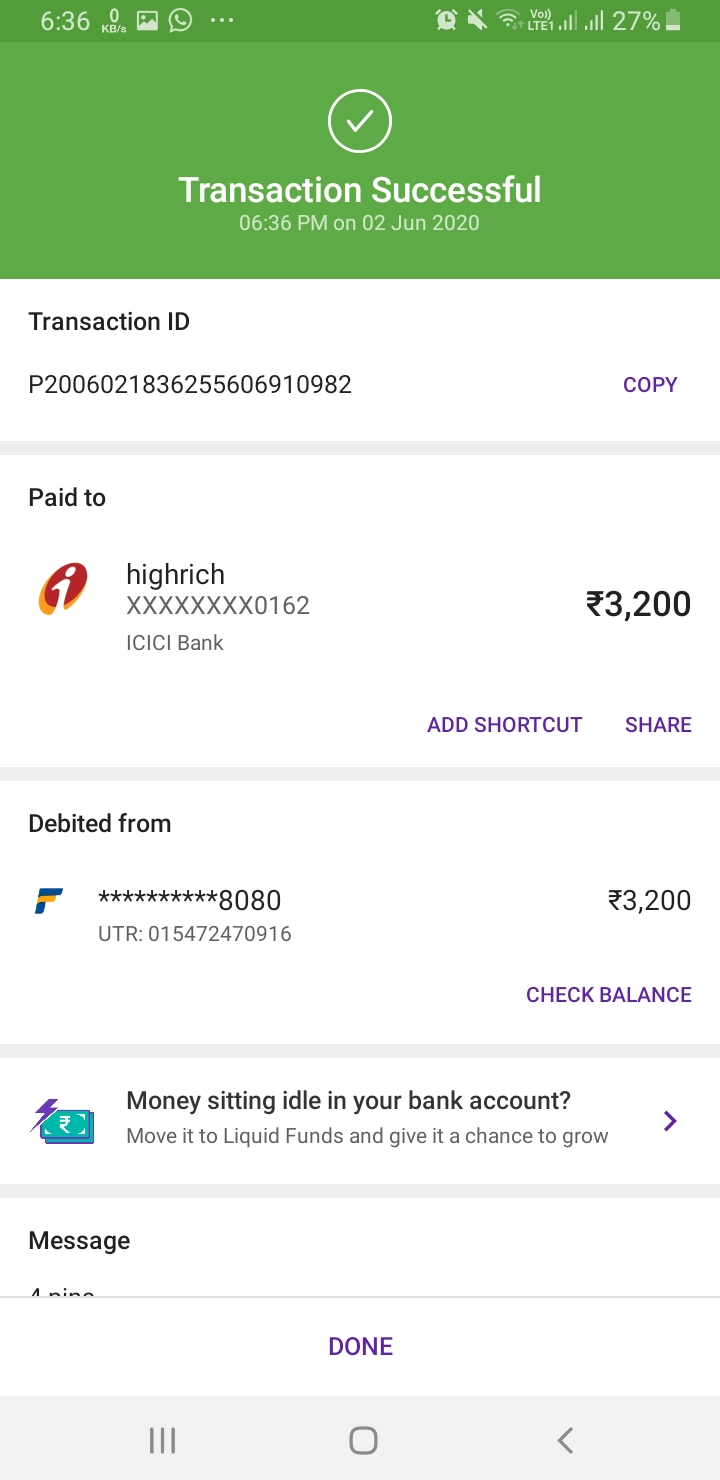 6:36 0 KB/s ... Vo)) LTE1 27%
Transaction Successful
06:36 PM on 02 Jun 2020
Transaction ID
P2006021836255606910982 COPY
Paid to
highrich
XXXXXXXX0162 ₹3,200
ICICI Bank
ADD SHORTCUT SHARE
Debited from
**********8080 ₹3,200
UTR: 015472470916
CHECK BALANCE
Money sitting idle in your bank account?
Move it to Liquid Funds and give it a chance to grow
Message
4 pins
DONE